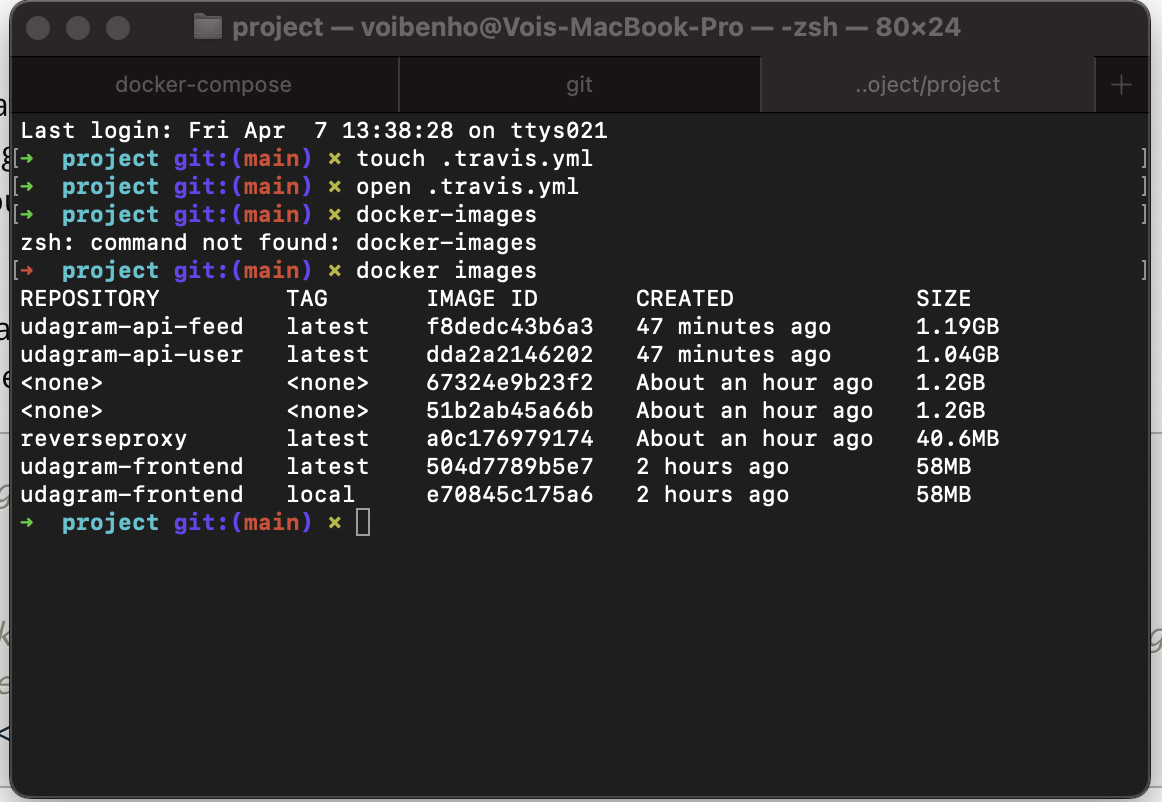 project — voibenho@Vois-MacBook-Pro — -zsh — 80×24
docker-compose git ..oject/project +
Last login: Fri Apr  7 13:38:28 on ttys021
[➜  project git:(main) ✗ touch .travis.yml ]
[➜  project git:(main) ✗ open .travis.yml ]
[➜  project git:(main) ✗ docker-images ]
zsh: command not found: docker-images
[➜  project git:(main) ✗ docker images ]
REPOSITORY         TAG       IMAGE ID       CREATED             SIZE
udagram-api-feed   latest    f8dedc43b6a3   47 minutes ago      1.19GB
udagram-api-user   latest    dda2a2146202   47 minutes ago      1.04GB
<none>             <none>    67324e9b23f2   About an hour ago   1.2GB
<none>             <none>    51b2ab45a66b   About an hour ago   1.2GB
reverseproxy       latest    a0c176979174   About an hour ago   40.6MB
udagram-frontend   latest    504d7789b5e7   2 hours ago         58MB
udagram-frontend   local     e70845c175a6   2 hours ago         58MB
➜  project git:(main) ✗